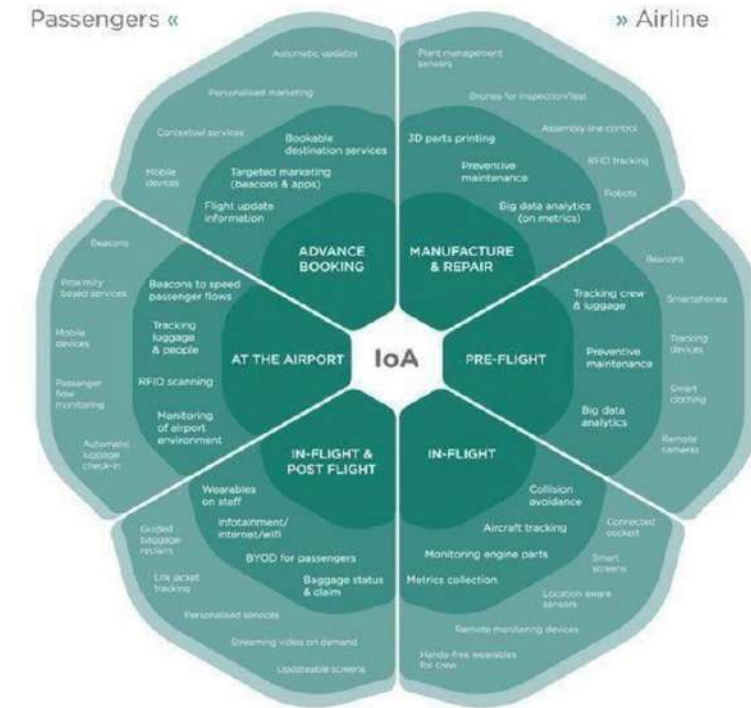 Passengers «
» Airline
Automatic updates
Personalised marketing
Contextual services
Mobile
devices
Bookable
destination services
Targeted marketing
(beacons & apps)
Flight update
information
ADVANCE
BOOKING
Plant management
sensors
Drones for inspection/test
Assembly line control
RFID tracking
Robots
3D parts printing
Preventive
maintenance
Big data analytics
(on metrics)
MANUFACTURE
& REPAIR
Beacons
Proximity
based services
Mobile
devices
Passenger
flow
monitoring
Automatic
luggage
check-in
Beacons to speed
passenger flows
Tracking
luggage
& people
RFID scanning
Monitoring
of airport
environment
AT THE AIRPORT
IoA
PRE-FLIGHT
Tracking crew
& luggage
Preventive
maintenance
Big data
analytics
Beacons
Smartphones
Tracking
devices
Smart
clothing
Remote
cameras
IN-FLIGHT &
POST FLIGHT
Wearables
on staff
infotainment/
internet/wifi
BYOD for passengers
Baggage status
& claim
Guided
baggage
reclaim
Life jacket
tracking
Personalised services
Streaming video on demand
Updateable screens
IN-FLIGHT
Collision
avoidance
Aircraft tracking
Monitoring engine parts
Metrics collection
Connected
cockpit
Smart
screens
Location aware
sensors
Remote monitoring devices
Hands-free wearables
for crew